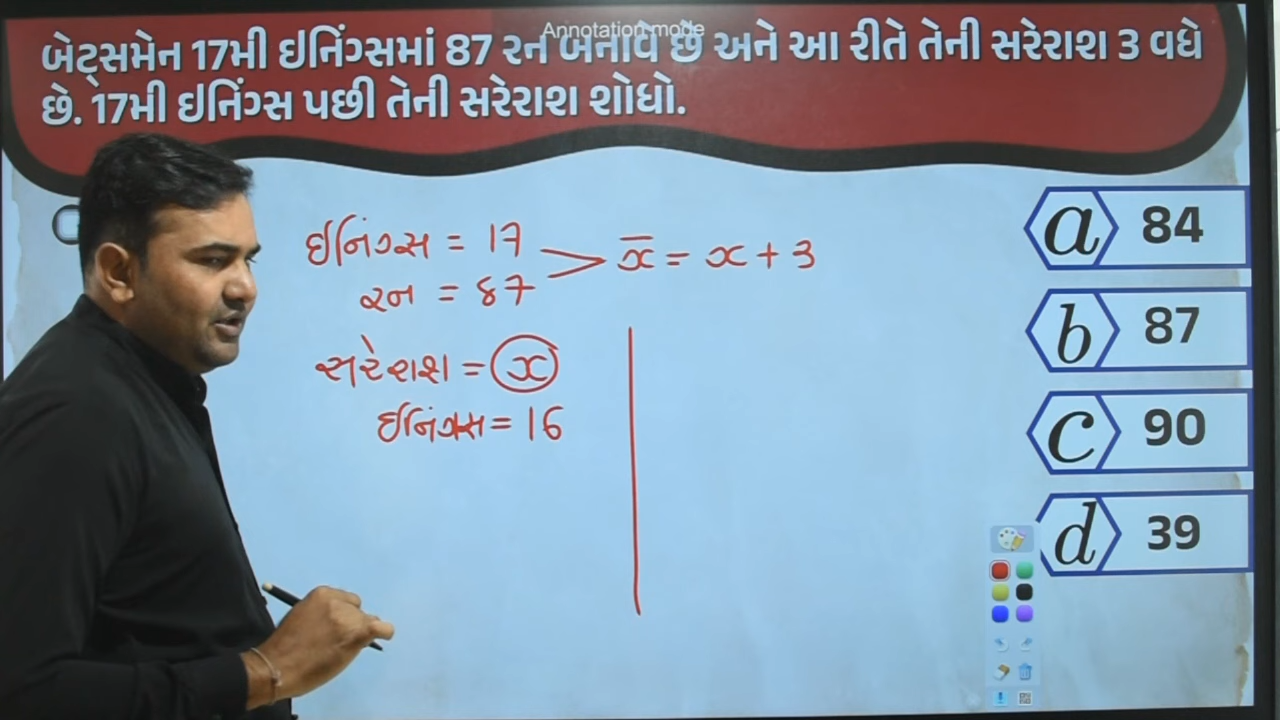 Annotation mode
બેટ્સમેન 17મી ઇનિંગ્સમાં 87 રન બનાવે છે અને આ રીતે તેની સરેરાશ 3 વધે
છે. 17મી ઇનિંગ્સ પછી તેની સરેરાશ શોધો.
ઇનિંગ્સ = 17
રન = 87
x̄ = x + 3
સરેરાશ = x
ઈનિંગ્સ = 16
a 84
b 87
c 90
d 39